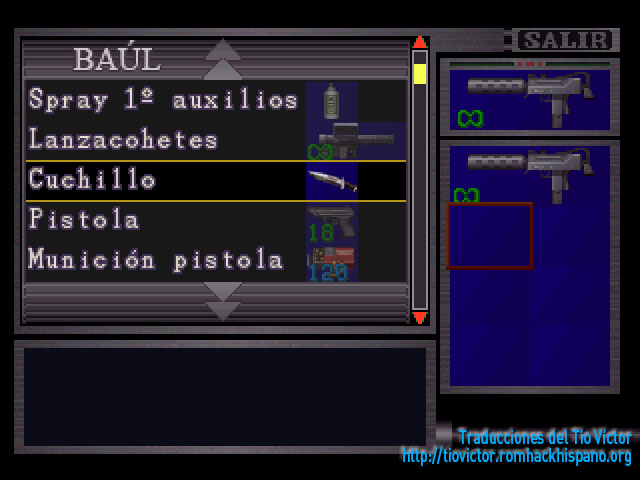 SALIR
BAÚL
Spray 1º auxilios
Lanzacohetes
∞
Cuchillo
Pistola
18
Munición pistola
120
∞
∞
Traducciones del Tio Victor
http://tiovictor.romhackhispano.org